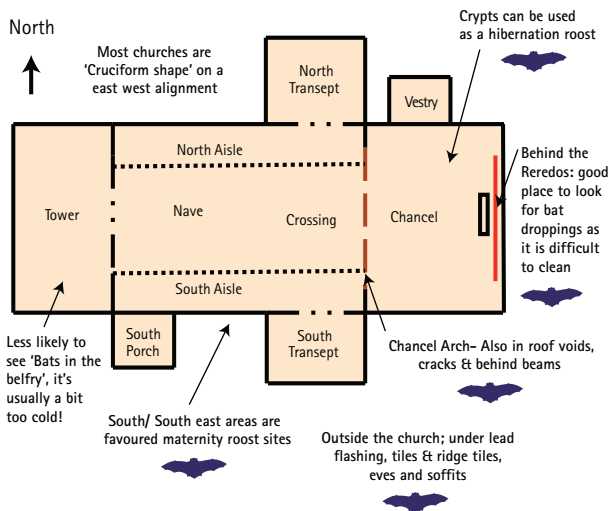 North
Most churches are
'Cruciform shape' on a
east west alignment
Crypts can be used
as a hibernation roost
North
Transept
Vestry
North Aisle
Behind the
Reredos: good
place to look
for bat
droppings as
it is difficult
to clean
Tower
Nave
Crossing
Chancel
South Aisle
South
Porch
South
Transept
Less likely to
see 'Bats in the
belfry', it's
usually a bit
too cold!
Chancel Arch- Also in roof voids,
cracks & behind beams
South/ South east areas are
favoured maternity roost sites
Outside the church; under lead
flashing, tiles & ridge tiles,
eves and soffits